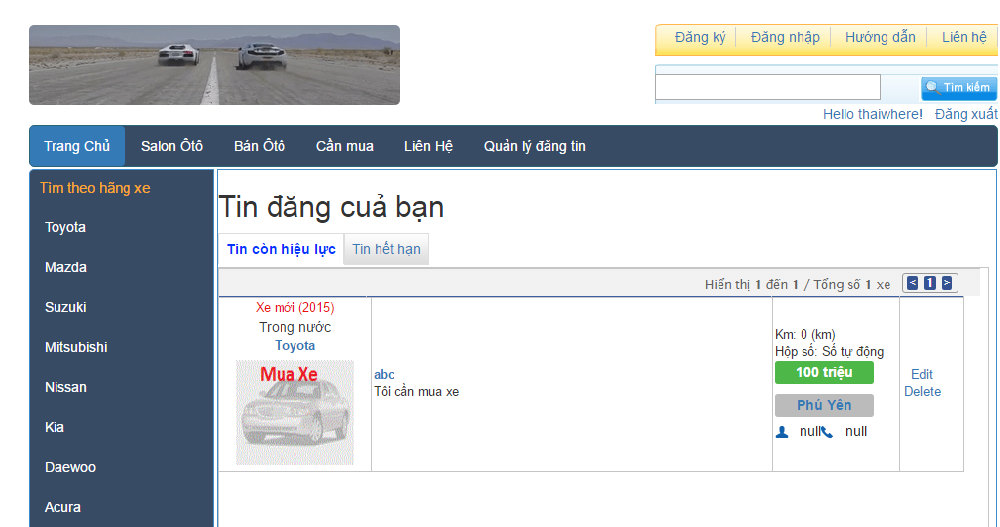 Đăng ký Đăng nhập Hướng dẫn Liên hệ
Tìm kiếm
Hello thaiwhere! Đăng xuất
Trang Chủ Salon Ôtô Bán Ôtô Cần mua Liên Hệ Quản lý đăng tin
Tìm theo hãng xe
Toyota
Mazda
Suzuki
Mitsubishi
Nissan
Kia
Daewoo
Acura
Tin đăng cuả bạn
Tin còn hiệu lực Tin hết hạn
Hiển thị 1 đến 1 / Tổng số 1 xe < 1 >
Xe mới (2015)
Trong nước
Toyota
Mua Xe
abc
Tôi cần mua xe
Km: 0 (km)
Hộp số: Số tự động
100 triệu
Phú Yên
null null
Edit
Delete